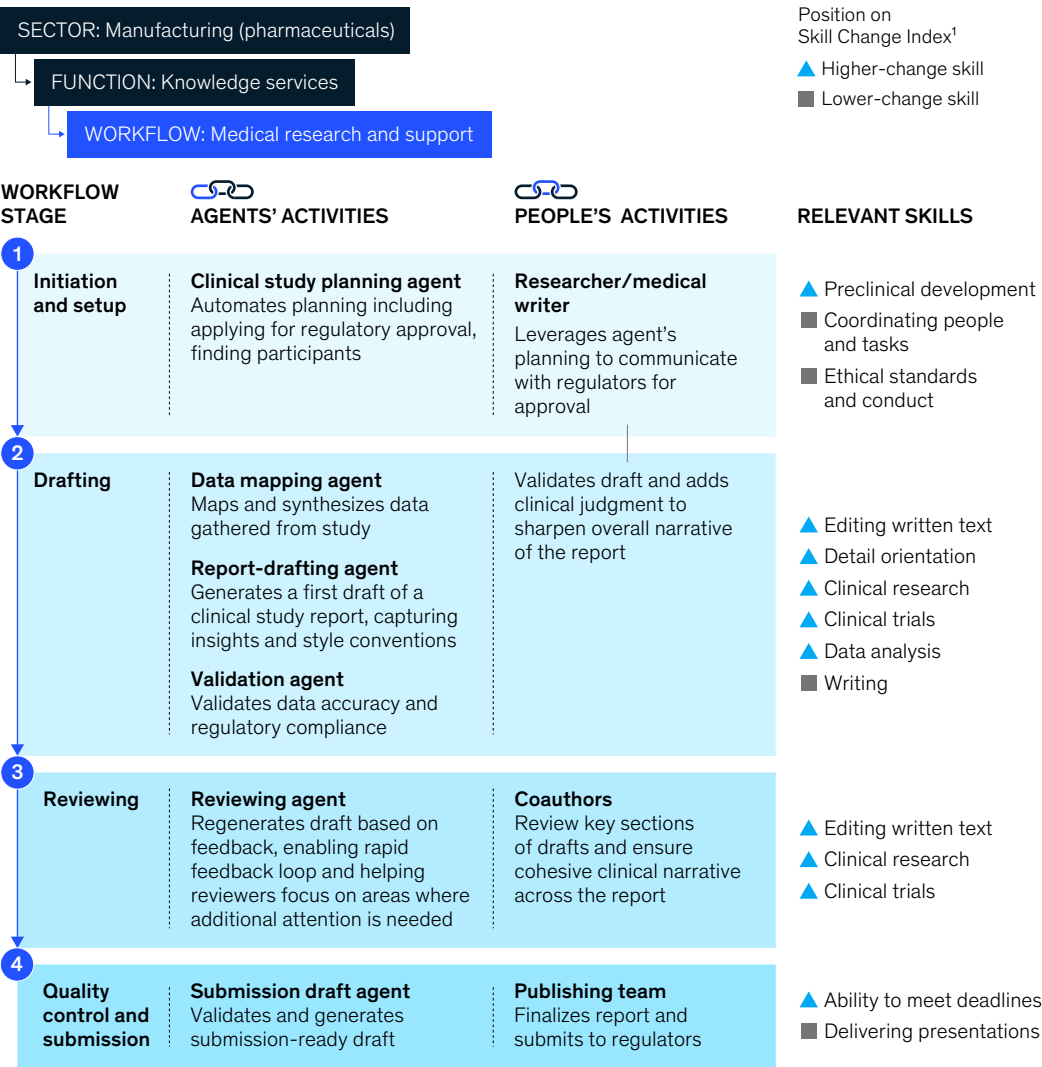 SECTOR: Manufacturing (pharmaceuticals)
FUNCTION: Knowledge services
WORKFLOW: Medical research and support
Position on
Skill Change Index¹
Higher-change skill
Lower-change skill
WORKFLOW
STAGE
AGENTS' ACTIVITIES
PEOPLE'S ACTIVITIES
RELEVANT SKILLS
1
Initiation
and setup
Clinical study planning agent
Automates planning including
applying for regulatory approval,
finding participants
Researcher/medical
writer
Leverages agent's
planning to communicate
with regulators for
approval
Preclinical development
Coordinating people
and tasks
Ethical standards
and conduct
2
Drafting
Data mapping agent
Maps and synthesizes data
gathered from study
Report-drafting agent
Generates a first draft of a
clinical study report, capturing
insights and style conventions
Validation agent
Validates data accuracy and
regulatory compliance
Validates draft and adds
clinical judgment to
sharpen overall narrative
of the report
Editing written text
Detail orientation
Clinical research
Clinical trials
Data analysis
Writing
3
Reviewing
Reviewing agent
Regenerates draft based on
feedback, enabling rapid
feedback loop and helping
reviewers focus on areas where
additional attention is needed
Coauthors
Review key sections
of drafts and ensure
cohesive clinical narrative
across the report
Editing written text
Clinical research
Clinical trials
4
Quality
control and
submission
Submission draft agent
Validates and generates
submission-ready draft
Publishing team
Finalizes report and
submits to regulators
Ability to meet deadlines
Delivering presentations